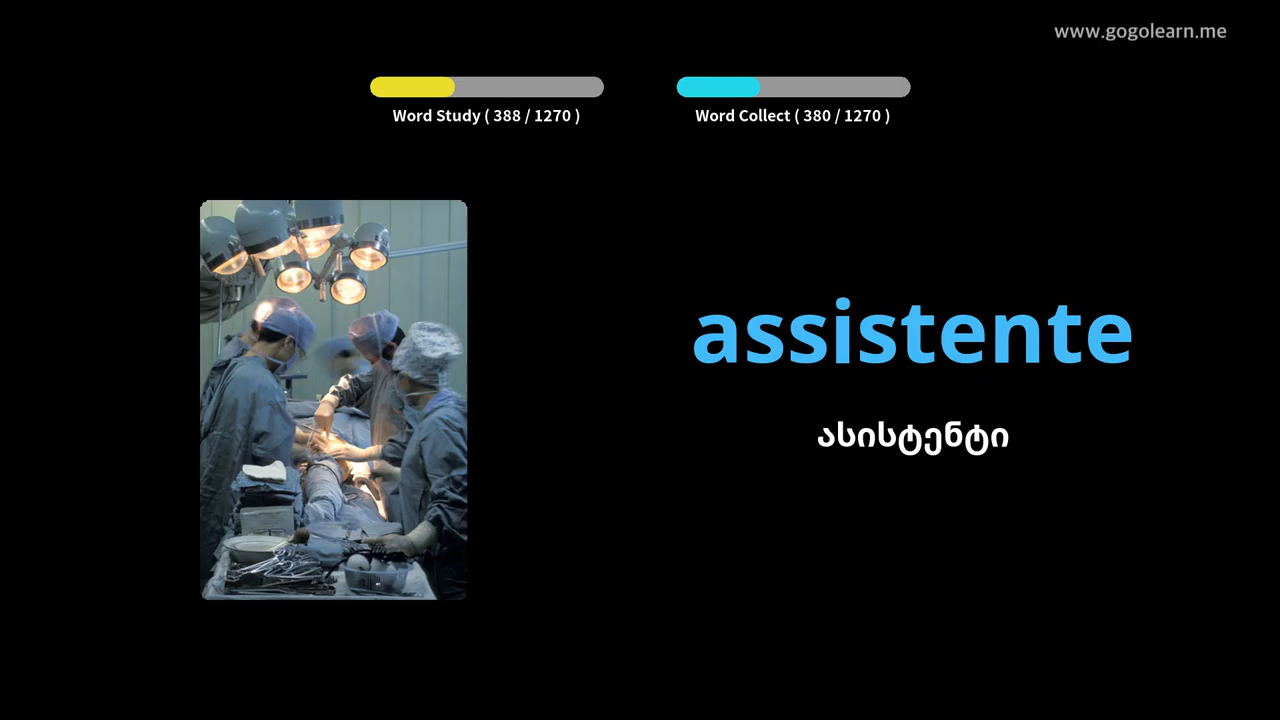 www.gogolearn.me
Word Study ( 388 / 1270 )
Word Collect ( 380 / 1270 )
assistente
ასისტენტი